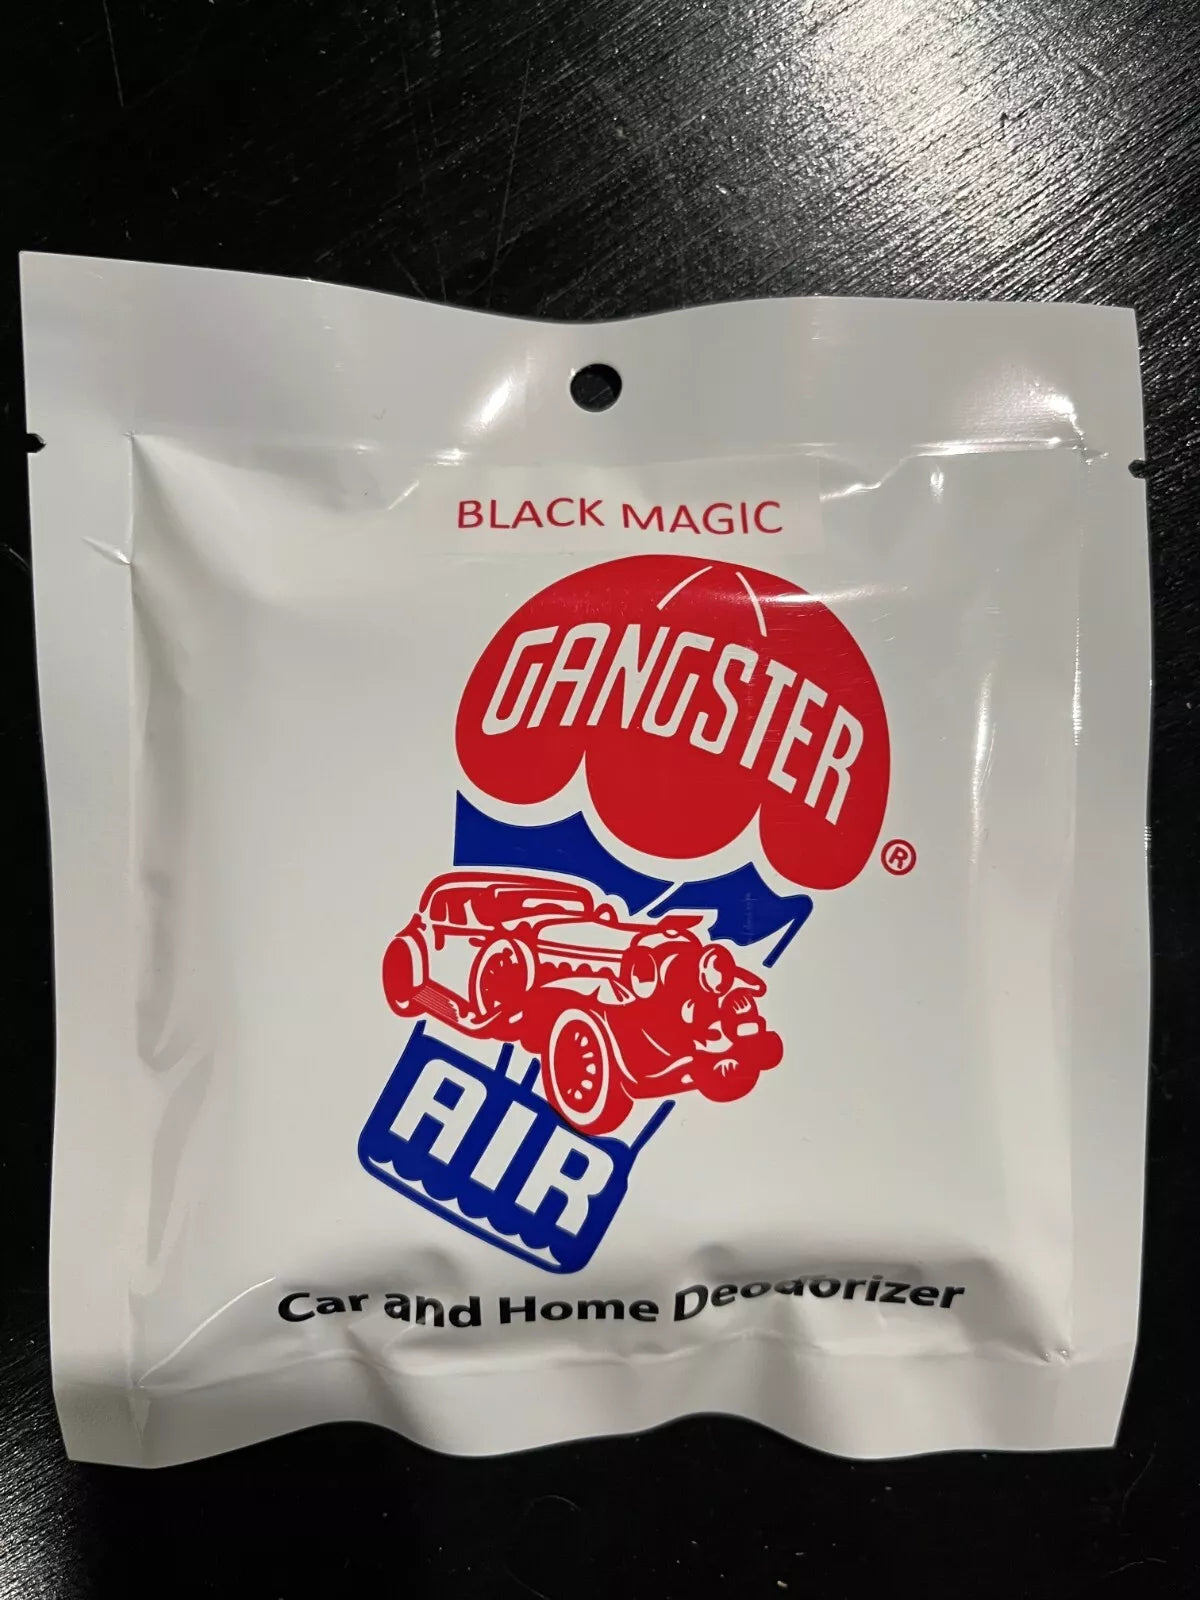 BLACK MAGIC
GANGSTER
®
AIR
Car and Home Deodorizer